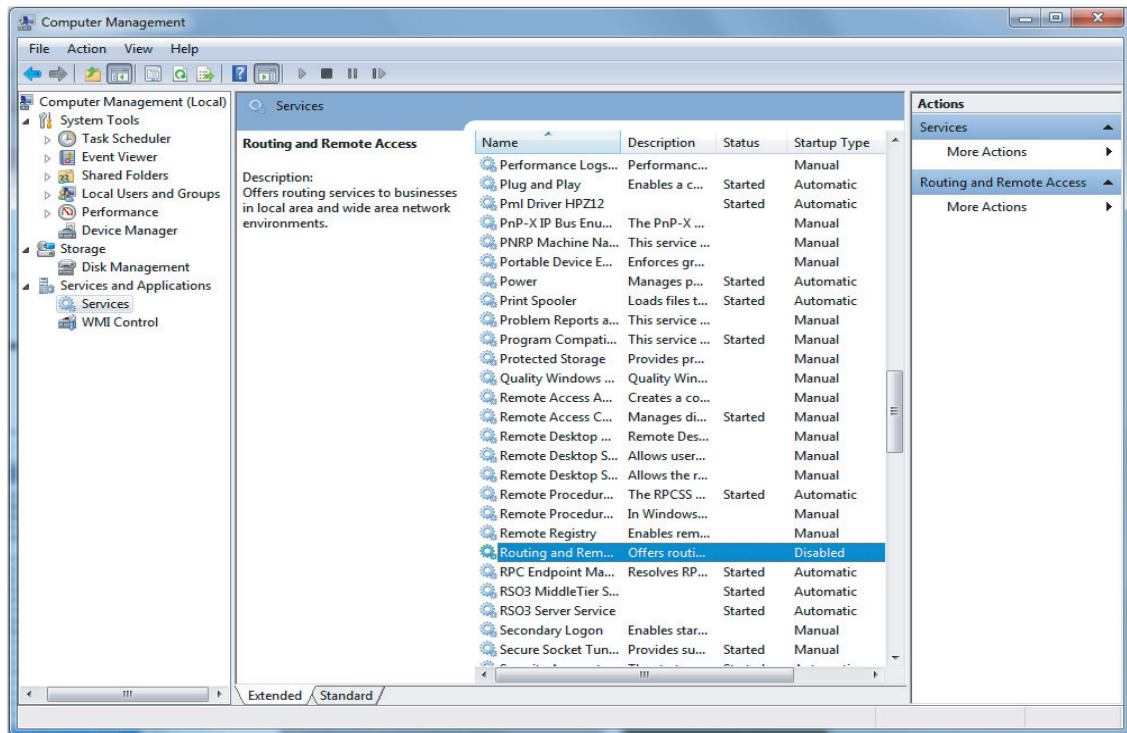 Computer Management
File Action View Help
Computer Management (Local)
System Tools
Task Scheduler
Event Viewer
Shared Folders
Local Users and Groups
Performance
Device Manager
Storage
Disk Management
Services and Applications
Services
WMI Control
Services
Routing and Remote Access
Description:
Offers routing services to businesses
in local area and wide area network
environments.
Name Description Status Startup Type
Performance Logs... Performanc... Manual
Plug and Play Enables a c... Started Automatic
Pml Driver HPZ12 Started Automatic
PnP-X IP Bus Enu... The PnP-X ... Manual
PNRP Machine Na... This service ... Manual
Portable Device E... Enforces gr... Manual
Power Manages p... Started Automatic
Print Spooler Loads files t... Started Automatic
Problem Reports a... This service ... Manual
Program Compati... This service ... Started Manual
Protected Storage Provides pr... Manual
Quality Windows ... Quality Win... Manual
Remote Access A... Creates a co... Manual
Remote Access C... Manages di... Started Manual
Remote Desktop ... Remote Des... Manual
Remote Desktop S... Allows user... Manual
Remote Desktop S... Allows the r... Manual
Remote Procedur... The RPCSS ... Started Automatic
Remote Procedur... In Windows... Manual
Remote Registry Enables rem... Manual
Routing and Rem... Offers routi... Disabled
RPC Endpoint Ma... Resolves RP... Started Automatic
RSO3 MiddleTier S... Started Automatic
RSO3 Server Service Started Automatic
Secondary Logon Enables star... Manual
Secure Socket Tun... Provides su... Started Manual
Extended Standard
Actions
Services
More Actions
Routing and Remote Access
More Actions